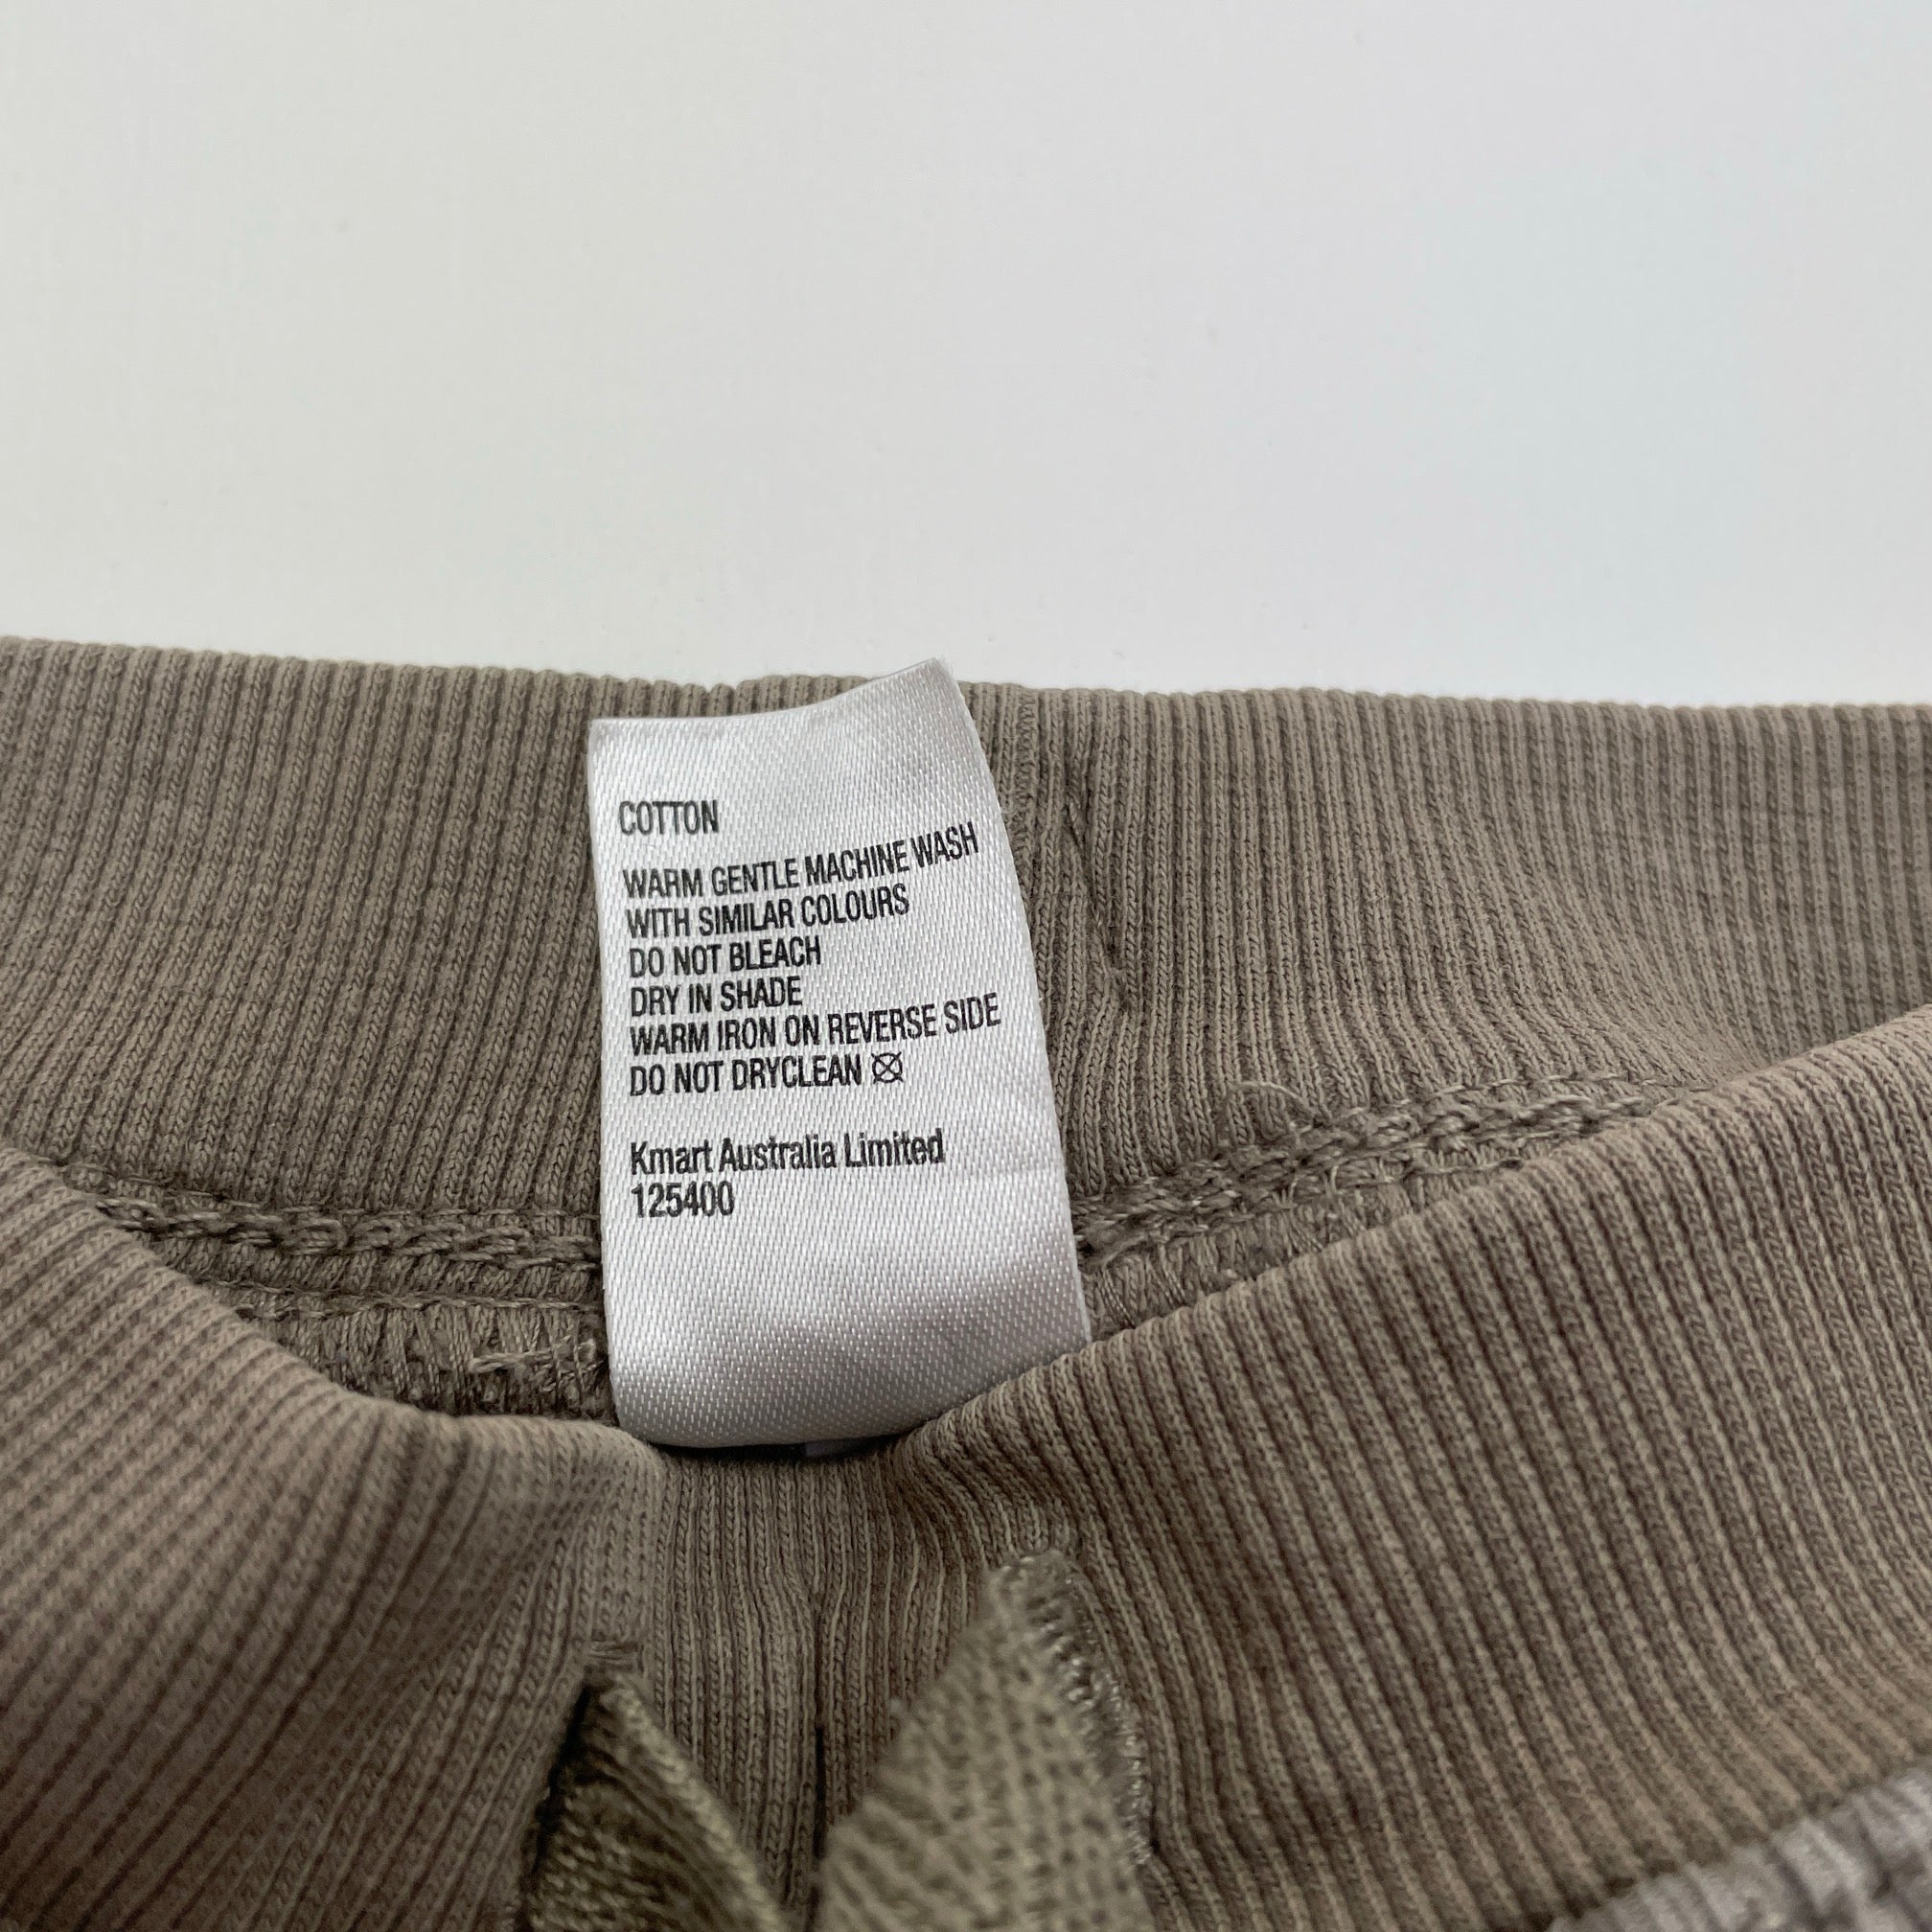 COTTON
WARM GENTLE MACHINE WASH
WITH SIMILAR COLOURS
DO NOT BLEACH
DRY IN SHADE
WARM IRON ON REVERSE SIDE
DO NOT DRYCLEAN
Kmart Australia Limited
125400